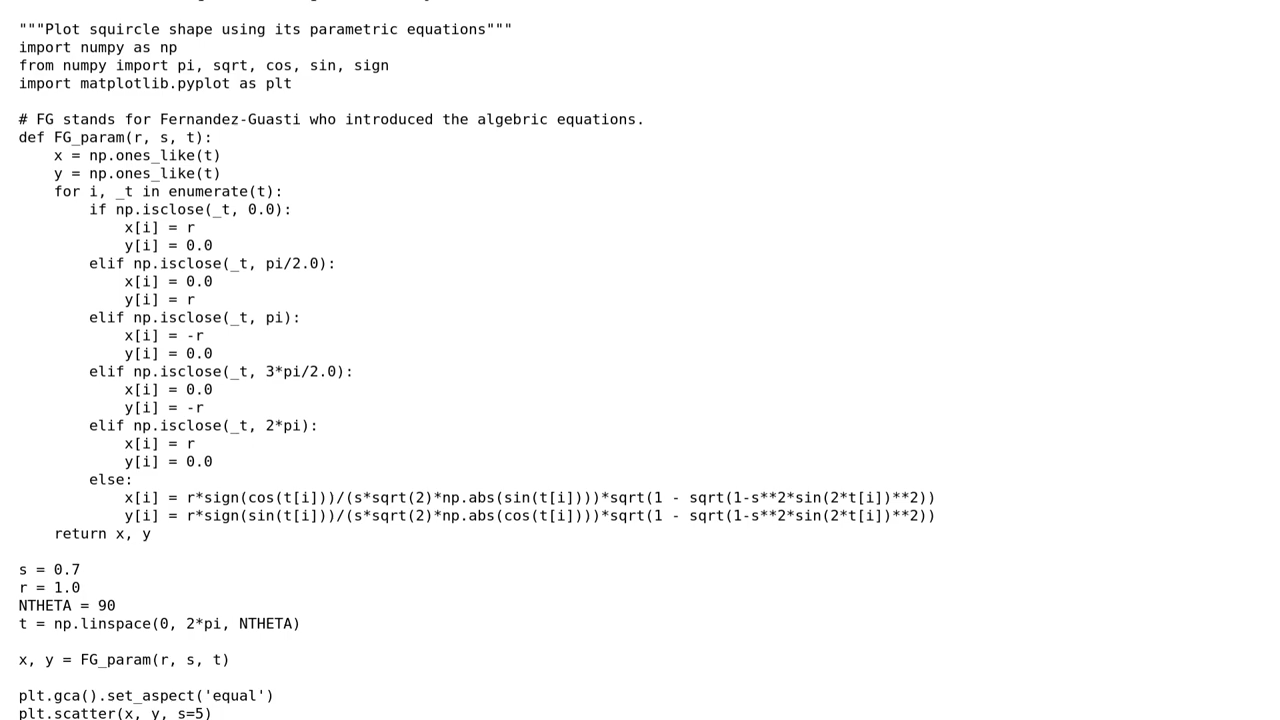 """Plot squircle shape using its parametric equations"""
import numpy as np
from numpy import pi, sqrt, cos, sin, sign
import matplotlib.pyplot as plt

# FG stands for Fernandez-Guasti who introduced the algebric equations.
def FG_param(r, s, t):
    x = np.ones_like(t)
    y = np.ones_like(t)
    for i, _t in enumerate(t):
        if np.isclose(_t, 0.0):
            x[i] = r
            y[i] = 0.0
        elif np.isclose(_t, pi/2.0):
            x[i] = 0.0
            y[i] = r
        elif np.isclose(_t, pi):
            x[i] = -r
            y[i] = 0.0
        elif np.isclose(_t, 3*pi/2.0):
            x[i] = 0.0
            y[i] = -r
        elif np.isclose(_t, 2*pi):
            x[i] = r
            y[i] = 0.0
        else:
            x[i] = r*sign(cos(t[i]))/(s*sqrt(2)*np.abs(sin(t[i])))*sqrt(1 - sqrt(1-s**2*sin(2*t[i])**2))
            y[i] = r*sign(sin(t[i]))/(s*sqrt(2)*np.abs(cos(t[i])))*sqrt(1 - sqrt(1-s**2*sin(2*t[i])**2))
    return x, y

s = 0.7
r = 1.0
NTHETA = 90
t = np.linspace(0, 2*pi, NTHETA)

x, y = FG_param(r, s, t)

plt.gca().set_aspect('equal')
plt.scatter(x, y, s=5)